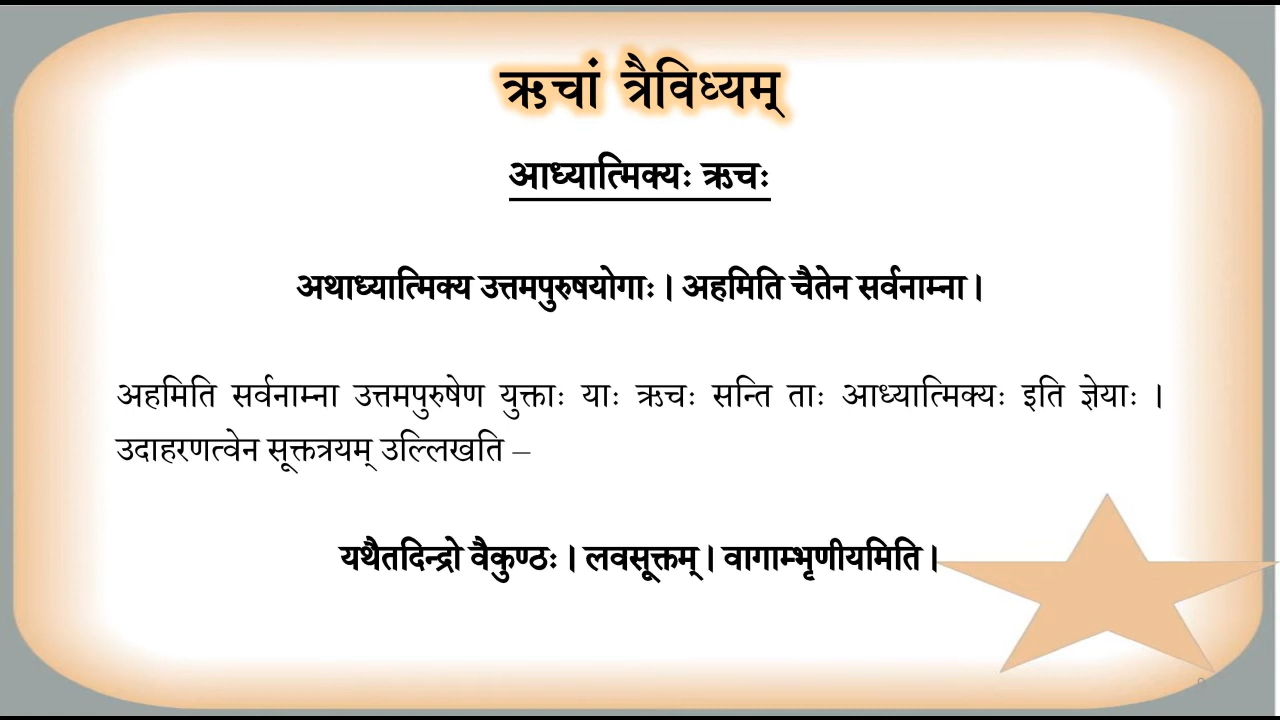 ऋचां त्रैविध्यम्
आध्यात्मिक्यः ऋचः
अथाध्यात्मिक्य उत्तमपुरुषयोगाः । अहमिति चैतेन सर्वनाम्ना ।
अहमिति सर्वनाम्ना उत्तमपुरुषेण युक्ताः याः ऋचः सन्ति ताः आध्यात्मिक्यः इति ज्ञेयाः ।
उदाहरणत्वेन सूक्तत्रयम् उल्लिखति –
यथैतदिन्द्रो वैकुण्ठः । लवसूक्तम् । वागाम्भृणीयमिति ।